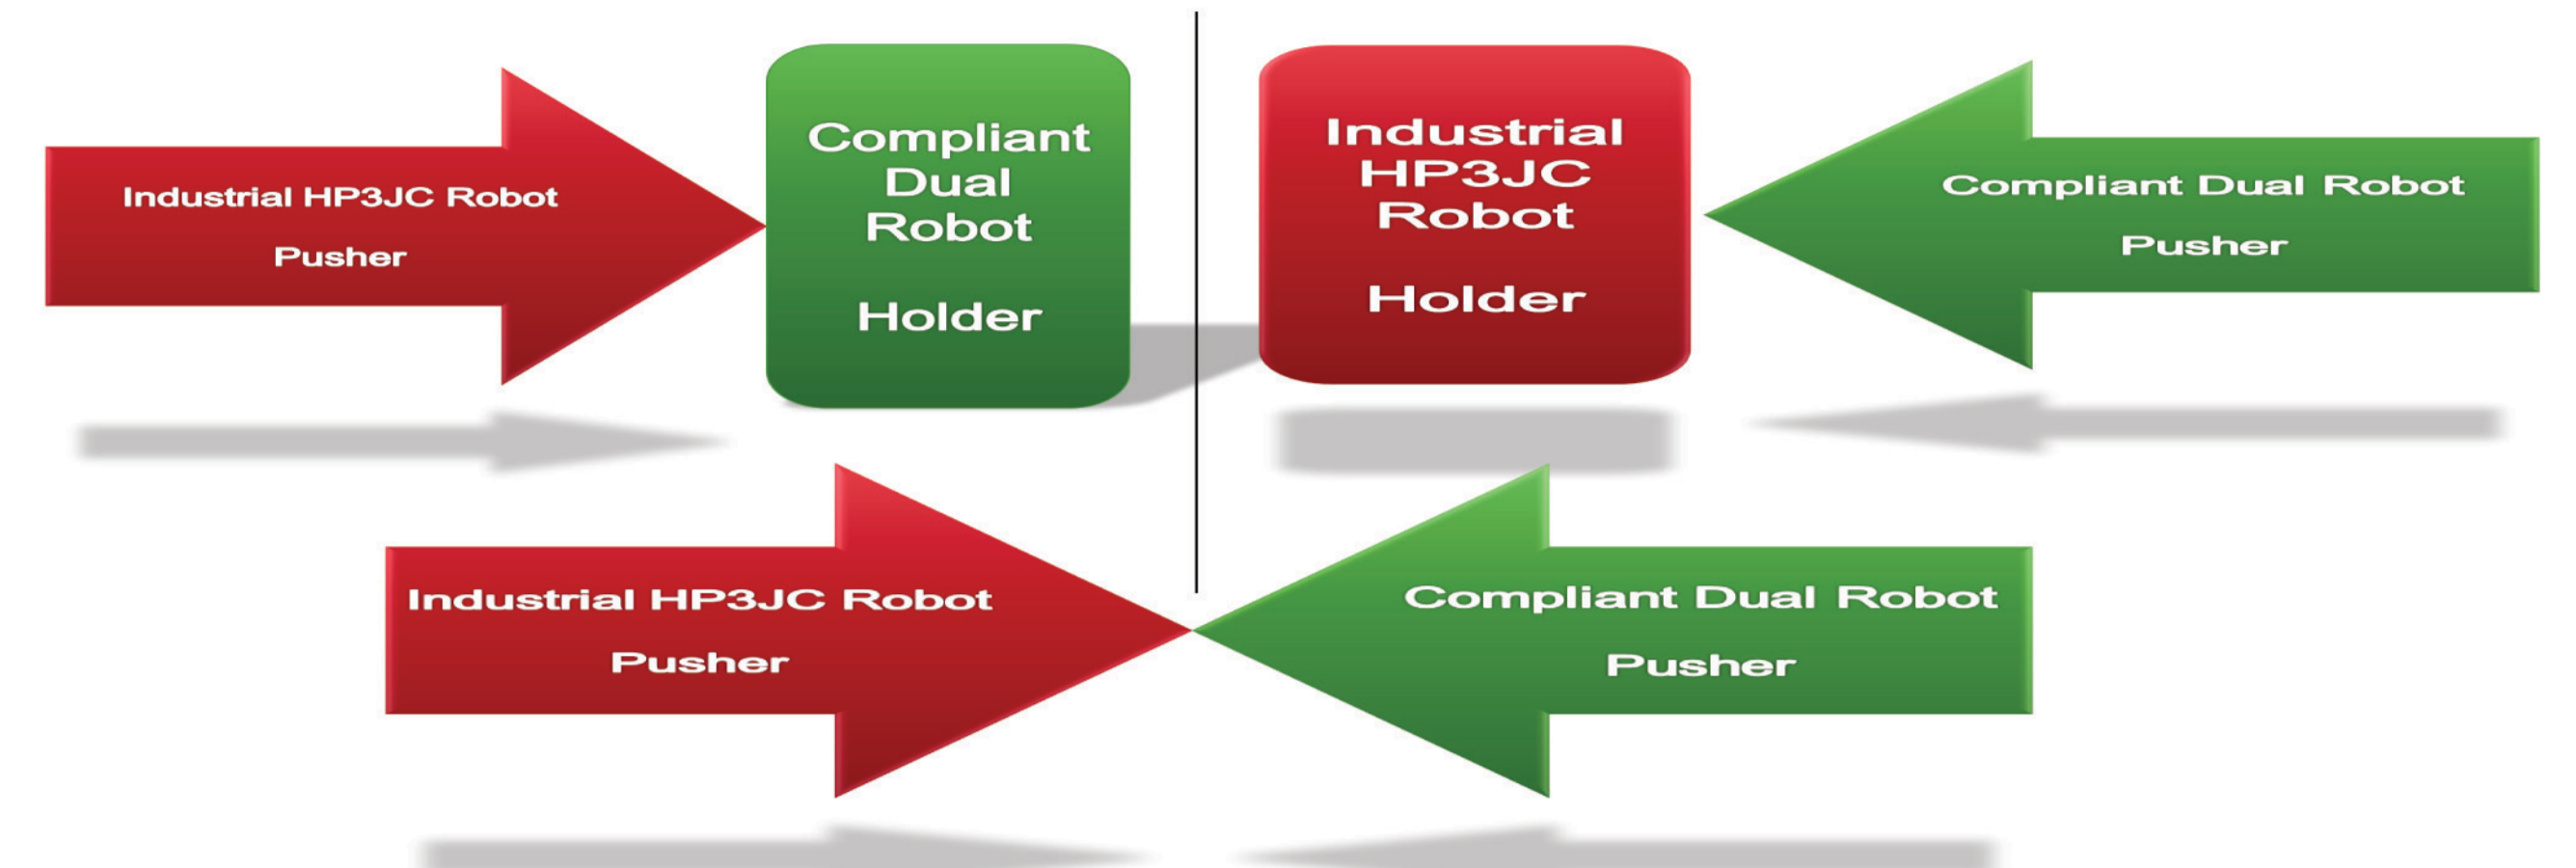 Industrial HP3JC Robot
Pusher
Compliant
Dual
Robot
Holder
Industrial
HP3JC
Robot
Holder
Compliant Dual Robot
Pusher
Industrial HP3JC Robot
Pusher
Compliant Dual Robot
Pusher